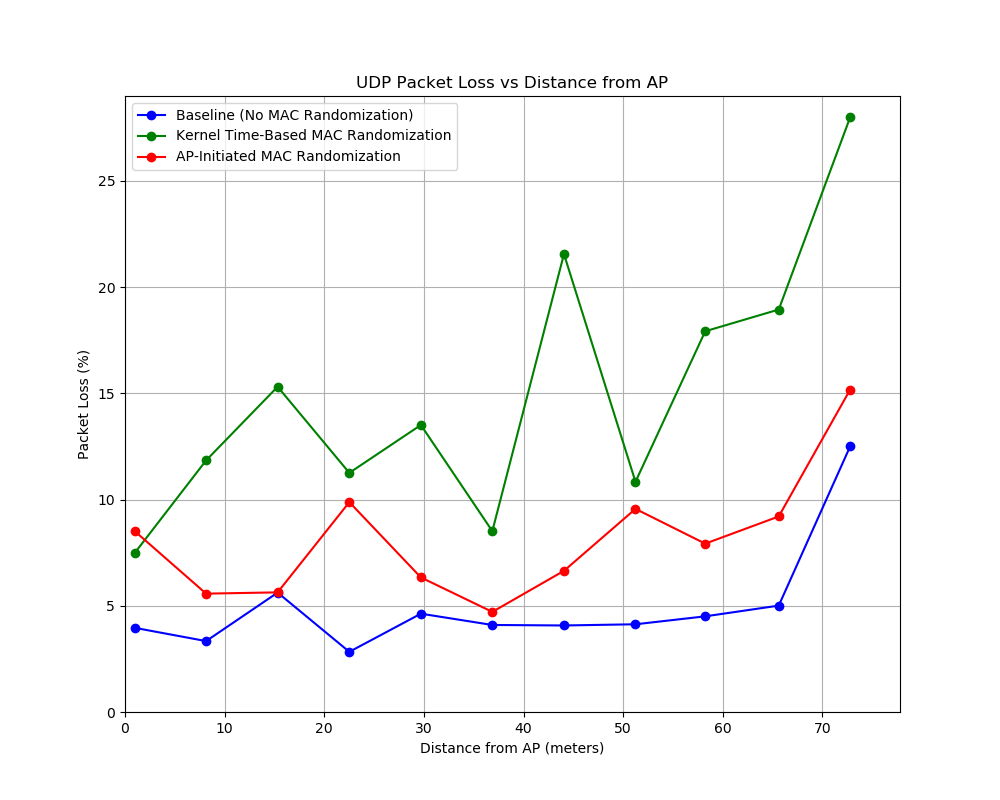 UDP Packet Loss vs Distance from AP
Baseline (No MAC Randomization)
Kernel Time-Based MAC Randomization
AP-Initiated MAC Randomization
Packet Loss (%)
25
20
15
10
5
0
0 10 20 30 40 50 60 70
Distance from AP (meters)